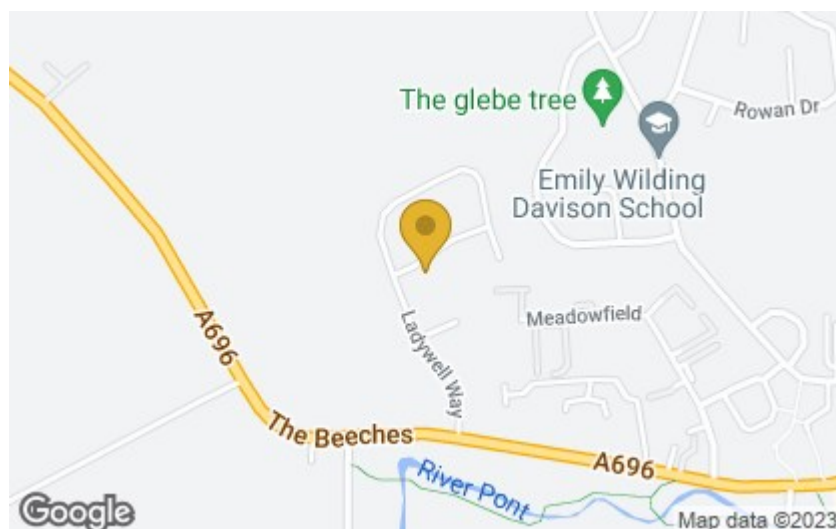 The glebe tree
Rowan Dr
Emily Wilding
Davison School
Meadowfield
A696
Ladywell Way
The Beeches
A696
River Pont
Google
Map data ©2023